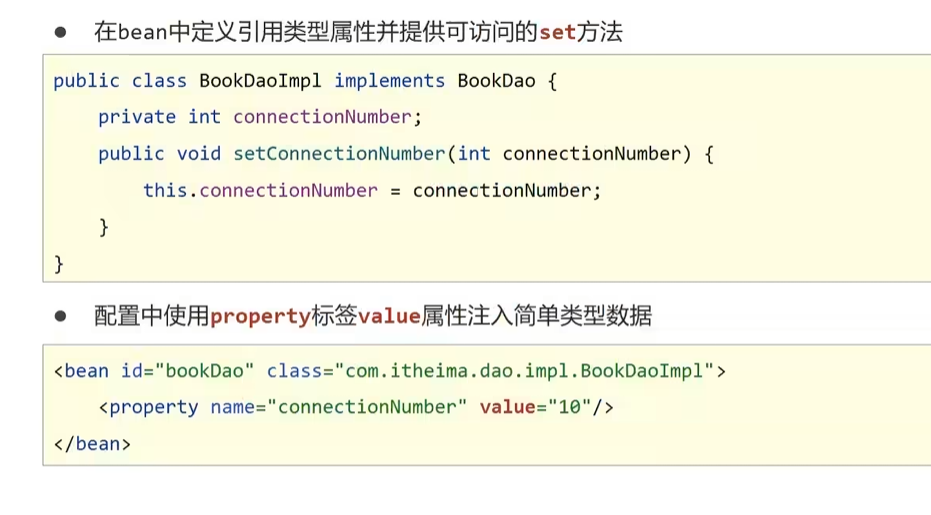 ● 在bean中定义引用类型属性并提供可访问的set方法
public class BookDaoImpl implements BookDao {
    private int connectionNumber;
    public void setConnectionNumber(int connectionNumber) {
        this.connectionNumber = connectionNumber;
    }
}
● 配置中使用property标签value属性注入简单类型数据
<bean id="bookDao" class="com.itheima.dao.impl.BookDaoImpl">
    <property name="connectionNumber" value="10"/>
</bean>